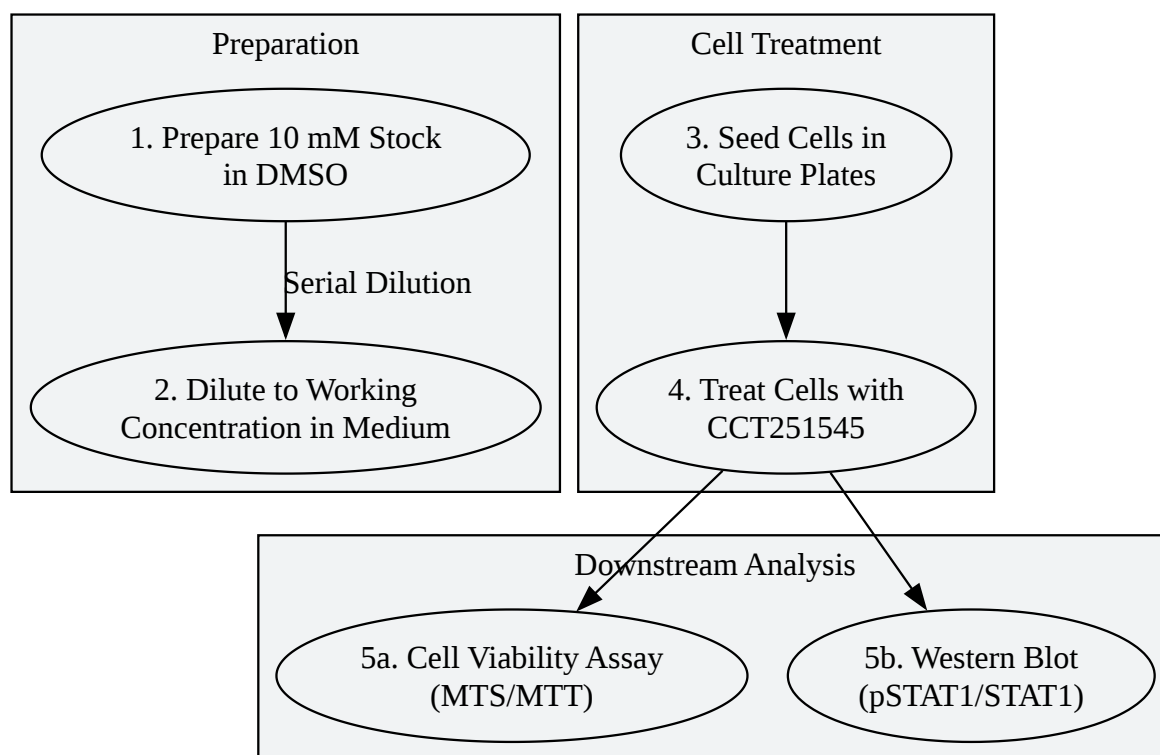 Preparation
1. Prepare 10 mM Stock
in DMSO
Serial Dilution
2. Dilute to Working
Concentration in Medium
Cell Treatment
3. Seed Cells in
Culture Plates
4. Treat Cells with
CCT251545
Downstream Analysis
5a. Cell Viability Assay
(MTS/MTT)
5b. Western Blot
(pSTAT1/STAT1)